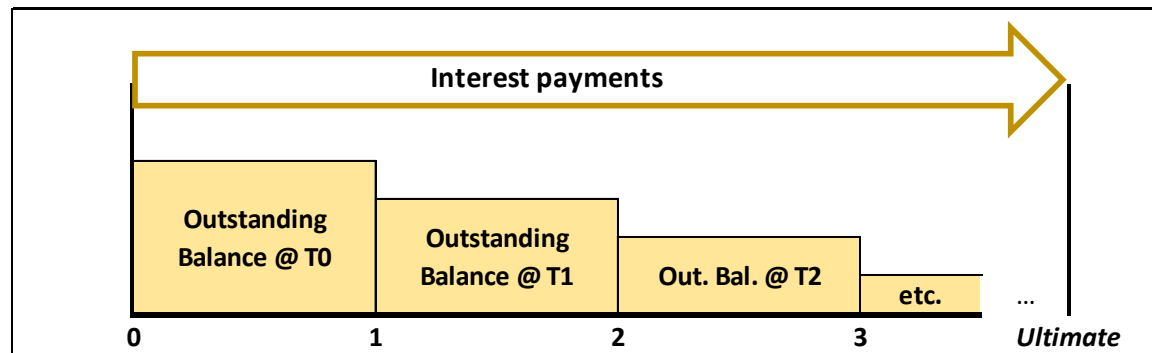 Interest payments
Outstanding
Balance @ T0
Outstanding
Balance @ T1
Out. Bal. @ T2
etc.
...
0 1 2 3 Ultimate